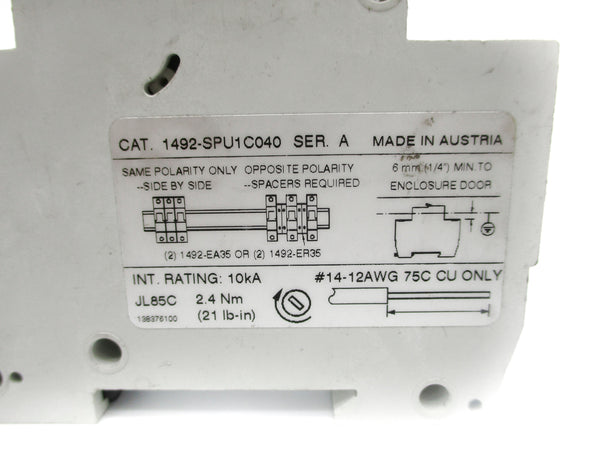 CAT. 1492-SPU1C040 SER. A MADE IN AUSTRIA
SAME POLARITY ONLY OPPOSITE POLARITY 6 mm (1/4") MIN.TO
--SIDE BY SIDE --SPACERS REQUIRED ENCLOSURE DOOR
(2) 1492-EA35 OR (2) 1492-ER35
INT. RATING: 10kA #14-12AWG 75C CU ONLY
JL85C 2.4 Nm
138376100 (21 lb-in)